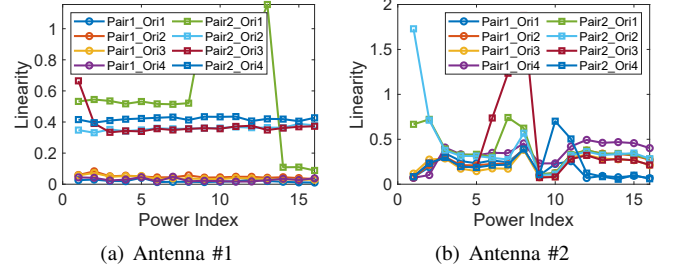 Linearity
1
0.8
0.6
0.4
0.2
0
Pair1_Ori1
Pair1_Ori2
Pair1_Ori3
Pair1_Ori4
Pair2_Ori1
Pair2_Ori2
Pair2_Ori3
Pair2_Ori4
0 5 10 15
Power Index
(a) Antenna #1
Linearity
2
1.5
1
0.5
0
Pair1_Ori1
Pair1_Ori2
Pair1_Ori3
Pair1_Ori4
Pair2_Ori1
Pair2_Ori2
Pair2_Ori3
Pair2_Ori4
0 5 10 15
Power Index
(b) Antenna #2